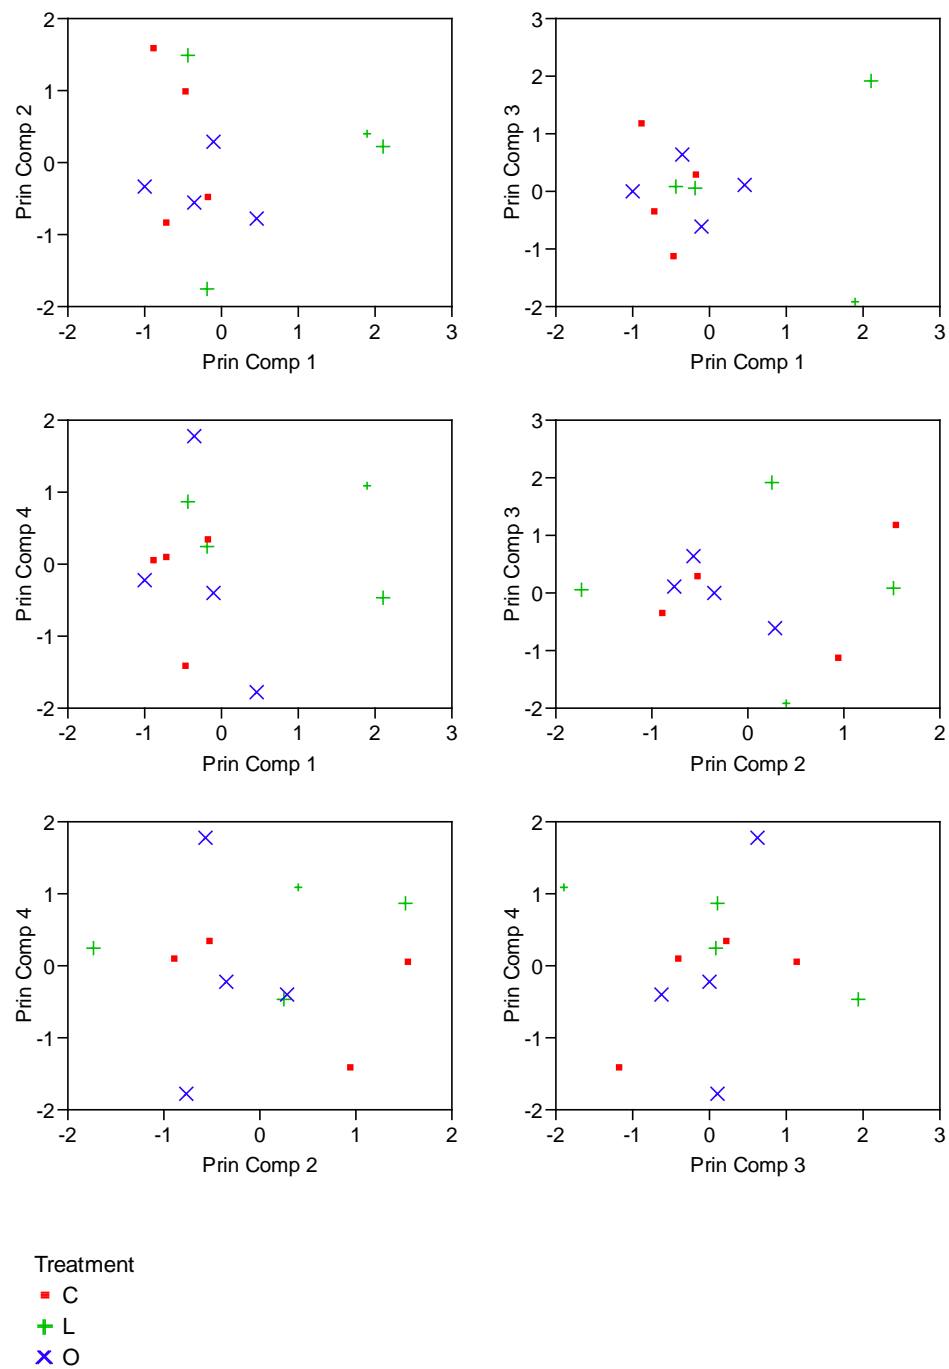 2
1
0
-1
-2
Prin Comp 2
-2 -1 0 1 2 3
Prin Comp 1
3
2
1
0
-1
-2
Prin Comp 3
-2 -1 0 1 2 3
Prin Comp 1
2
1
0
-1
-2
Prin Comp 4
-2 -1 0 1 2 3
Prin Comp 1
3
2
1
0
-1
-2
Prin Comp 3
-2 -1 0 1 2
Prin Comp 2
2
1
0
-1
-2
Prin Comp 4
-2 -1 0 1 2
Prin Comp 2
2
1
0
-1
-2
Prin Comp 4
-2 -1 0 1 2 3
Prin Comp 3
Treatment
C
L
O